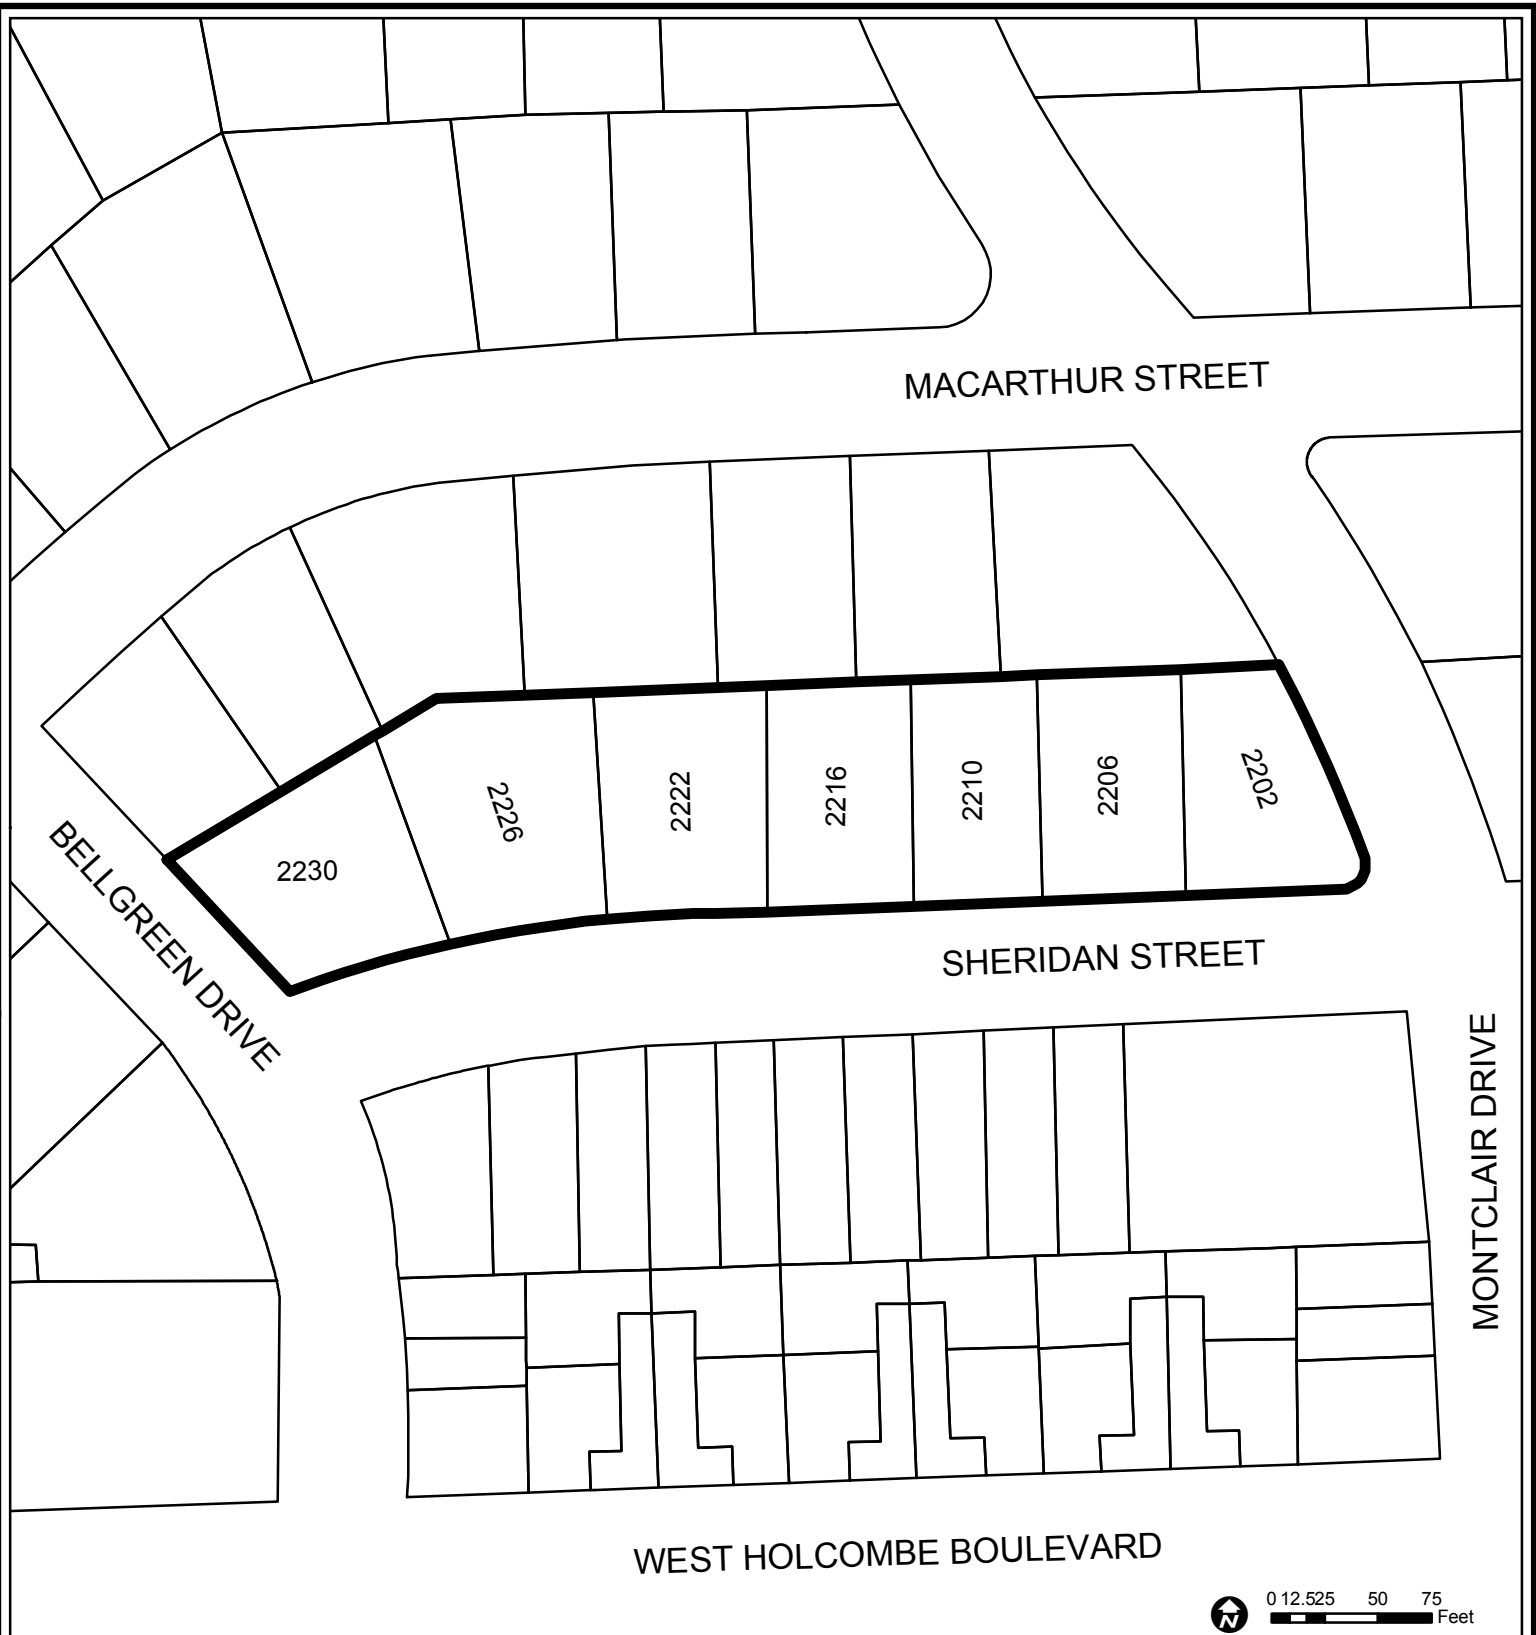 MACARTHUR STREET
2202
2206
2210
2216
2222
2226
2230
BELLGREEN DRIVE
SHERIDAN STREET
MONTCLAIR DRIVE
WEST HOLCOMBE BOULEVARD
N
0 12.525 50 75
Feet